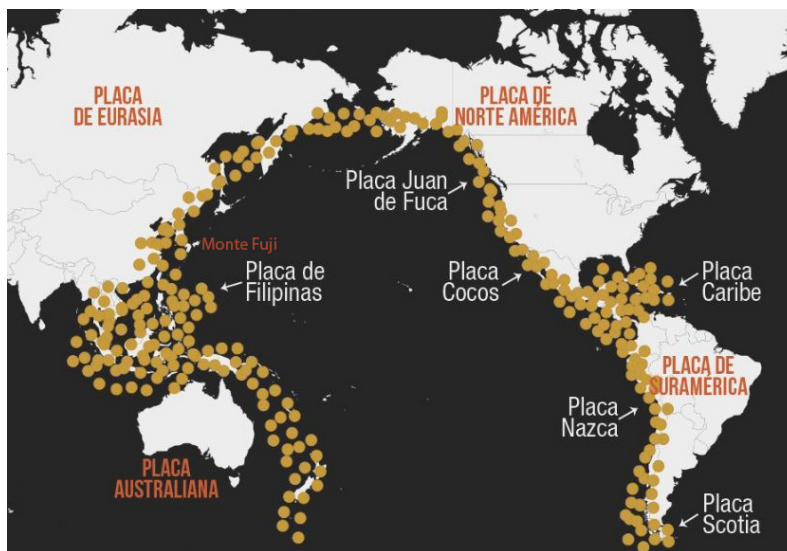 PLACA
DE EURASIA
PLACA DE
NORTE AMÉRICA
Placa Juan
de Fuca
Monte Fuji
Placa de
Filipinas
Placa
Cocos
Placa
Caribe
PLACA DE
SURAMÉRICA
Placa
Nazca
PLACA
AUSTRALIANA
Placa
Scotia